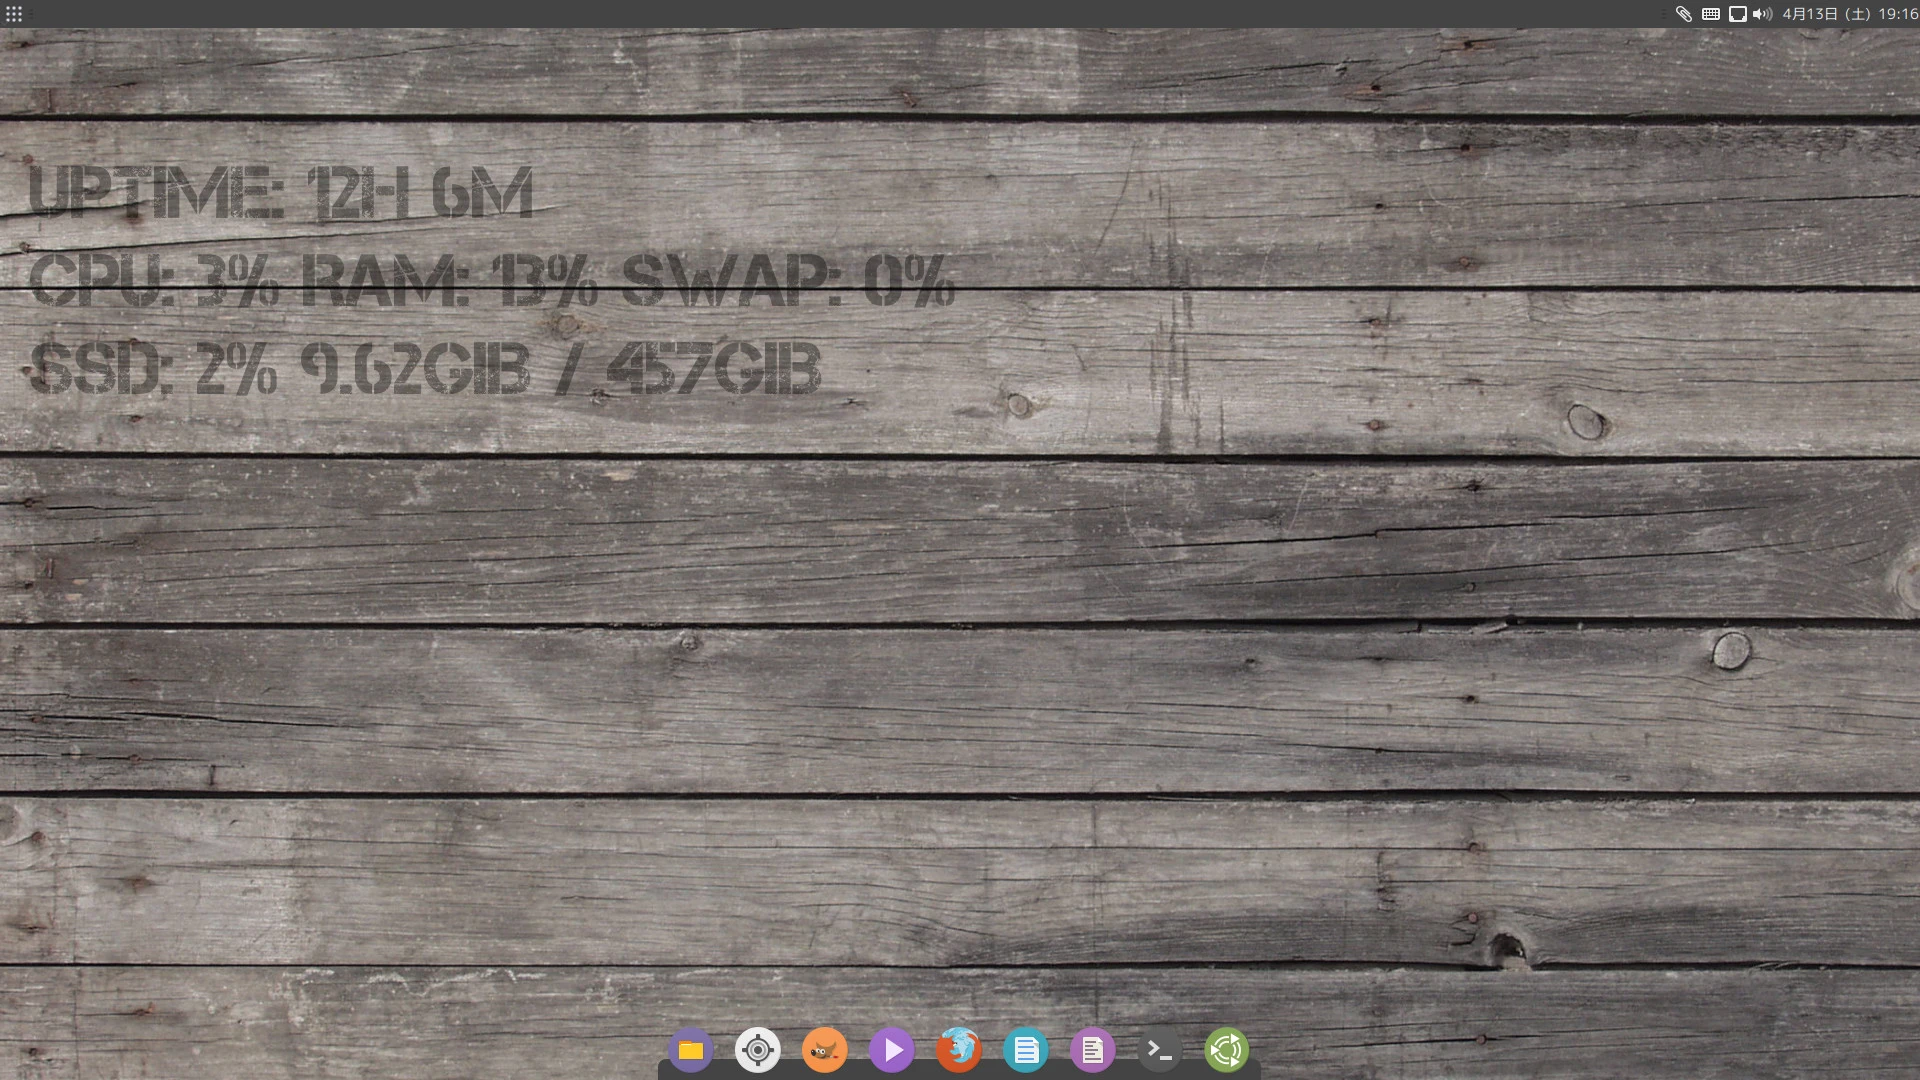 4月13日 (土) 19:16
UPTIME: 12H 6M
CPU: 3% RAM: 13% SWAP: 0%
SSD: 2% 9.62GIB / 457GIB